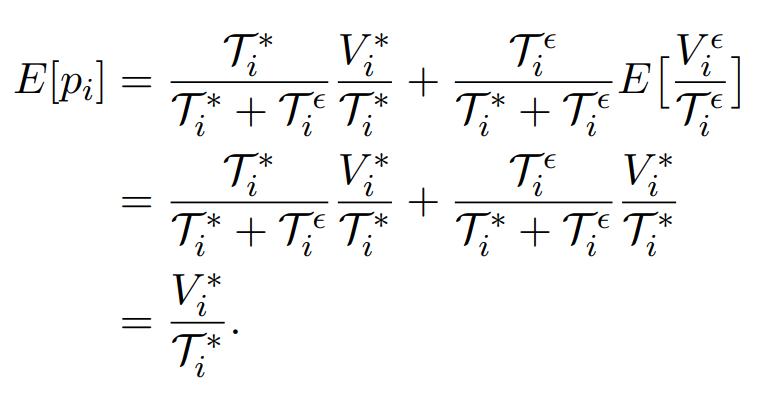 E[p_i] = \frac{\mathcal{T}_i^*}{\mathcal{T}_i^* + \mathcal{T}_i^\epsilon} \frac{V_i^*}{\mathcal{T}_i^*} + \frac{\mathcal{T}_i^\epsilon}{\mathcal{T}_i^* + \mathcal{T}_i^\epsilon} E\big[\frac{V_i^\epsilon}{\mathcal{T}_i^\epsilon}\big]
= \frac{\mathcal{T}_i^*}{\mathcal{T}_i^* + \mathcal{T}_i^\epsilon} \frac{V_i^*}{\mathcal{T}_i^*} + \frac{\mathcal{T}_i^\epsilon}{\mathcal{T}_i^* + \mathcal{T}_i^\epsilon} \frac{V_i^*}{\mathcal{T}_i^*}
= \frac{V_i^*}{\mathcal{T}_i^*}.